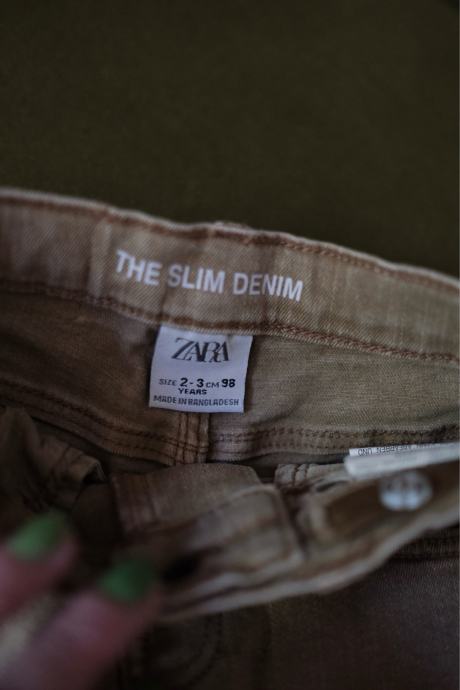 THE SLIM DENIM
ZARA
SIZE 2-3 CM 98
YEARS
MADE IN BANGLADESH